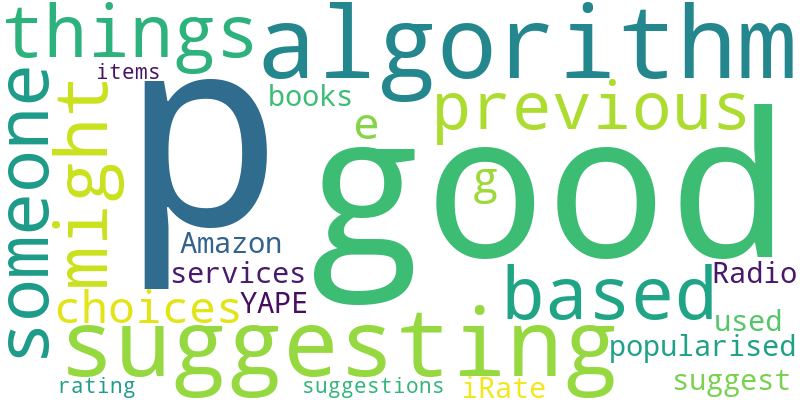 things
algorithm
items
someone
might
p
books
e
previous
good
g
Amazon
services
Radio
based
choices
YAPE
suggesting
used
popularised
suggest
rating
suggestions
iRate